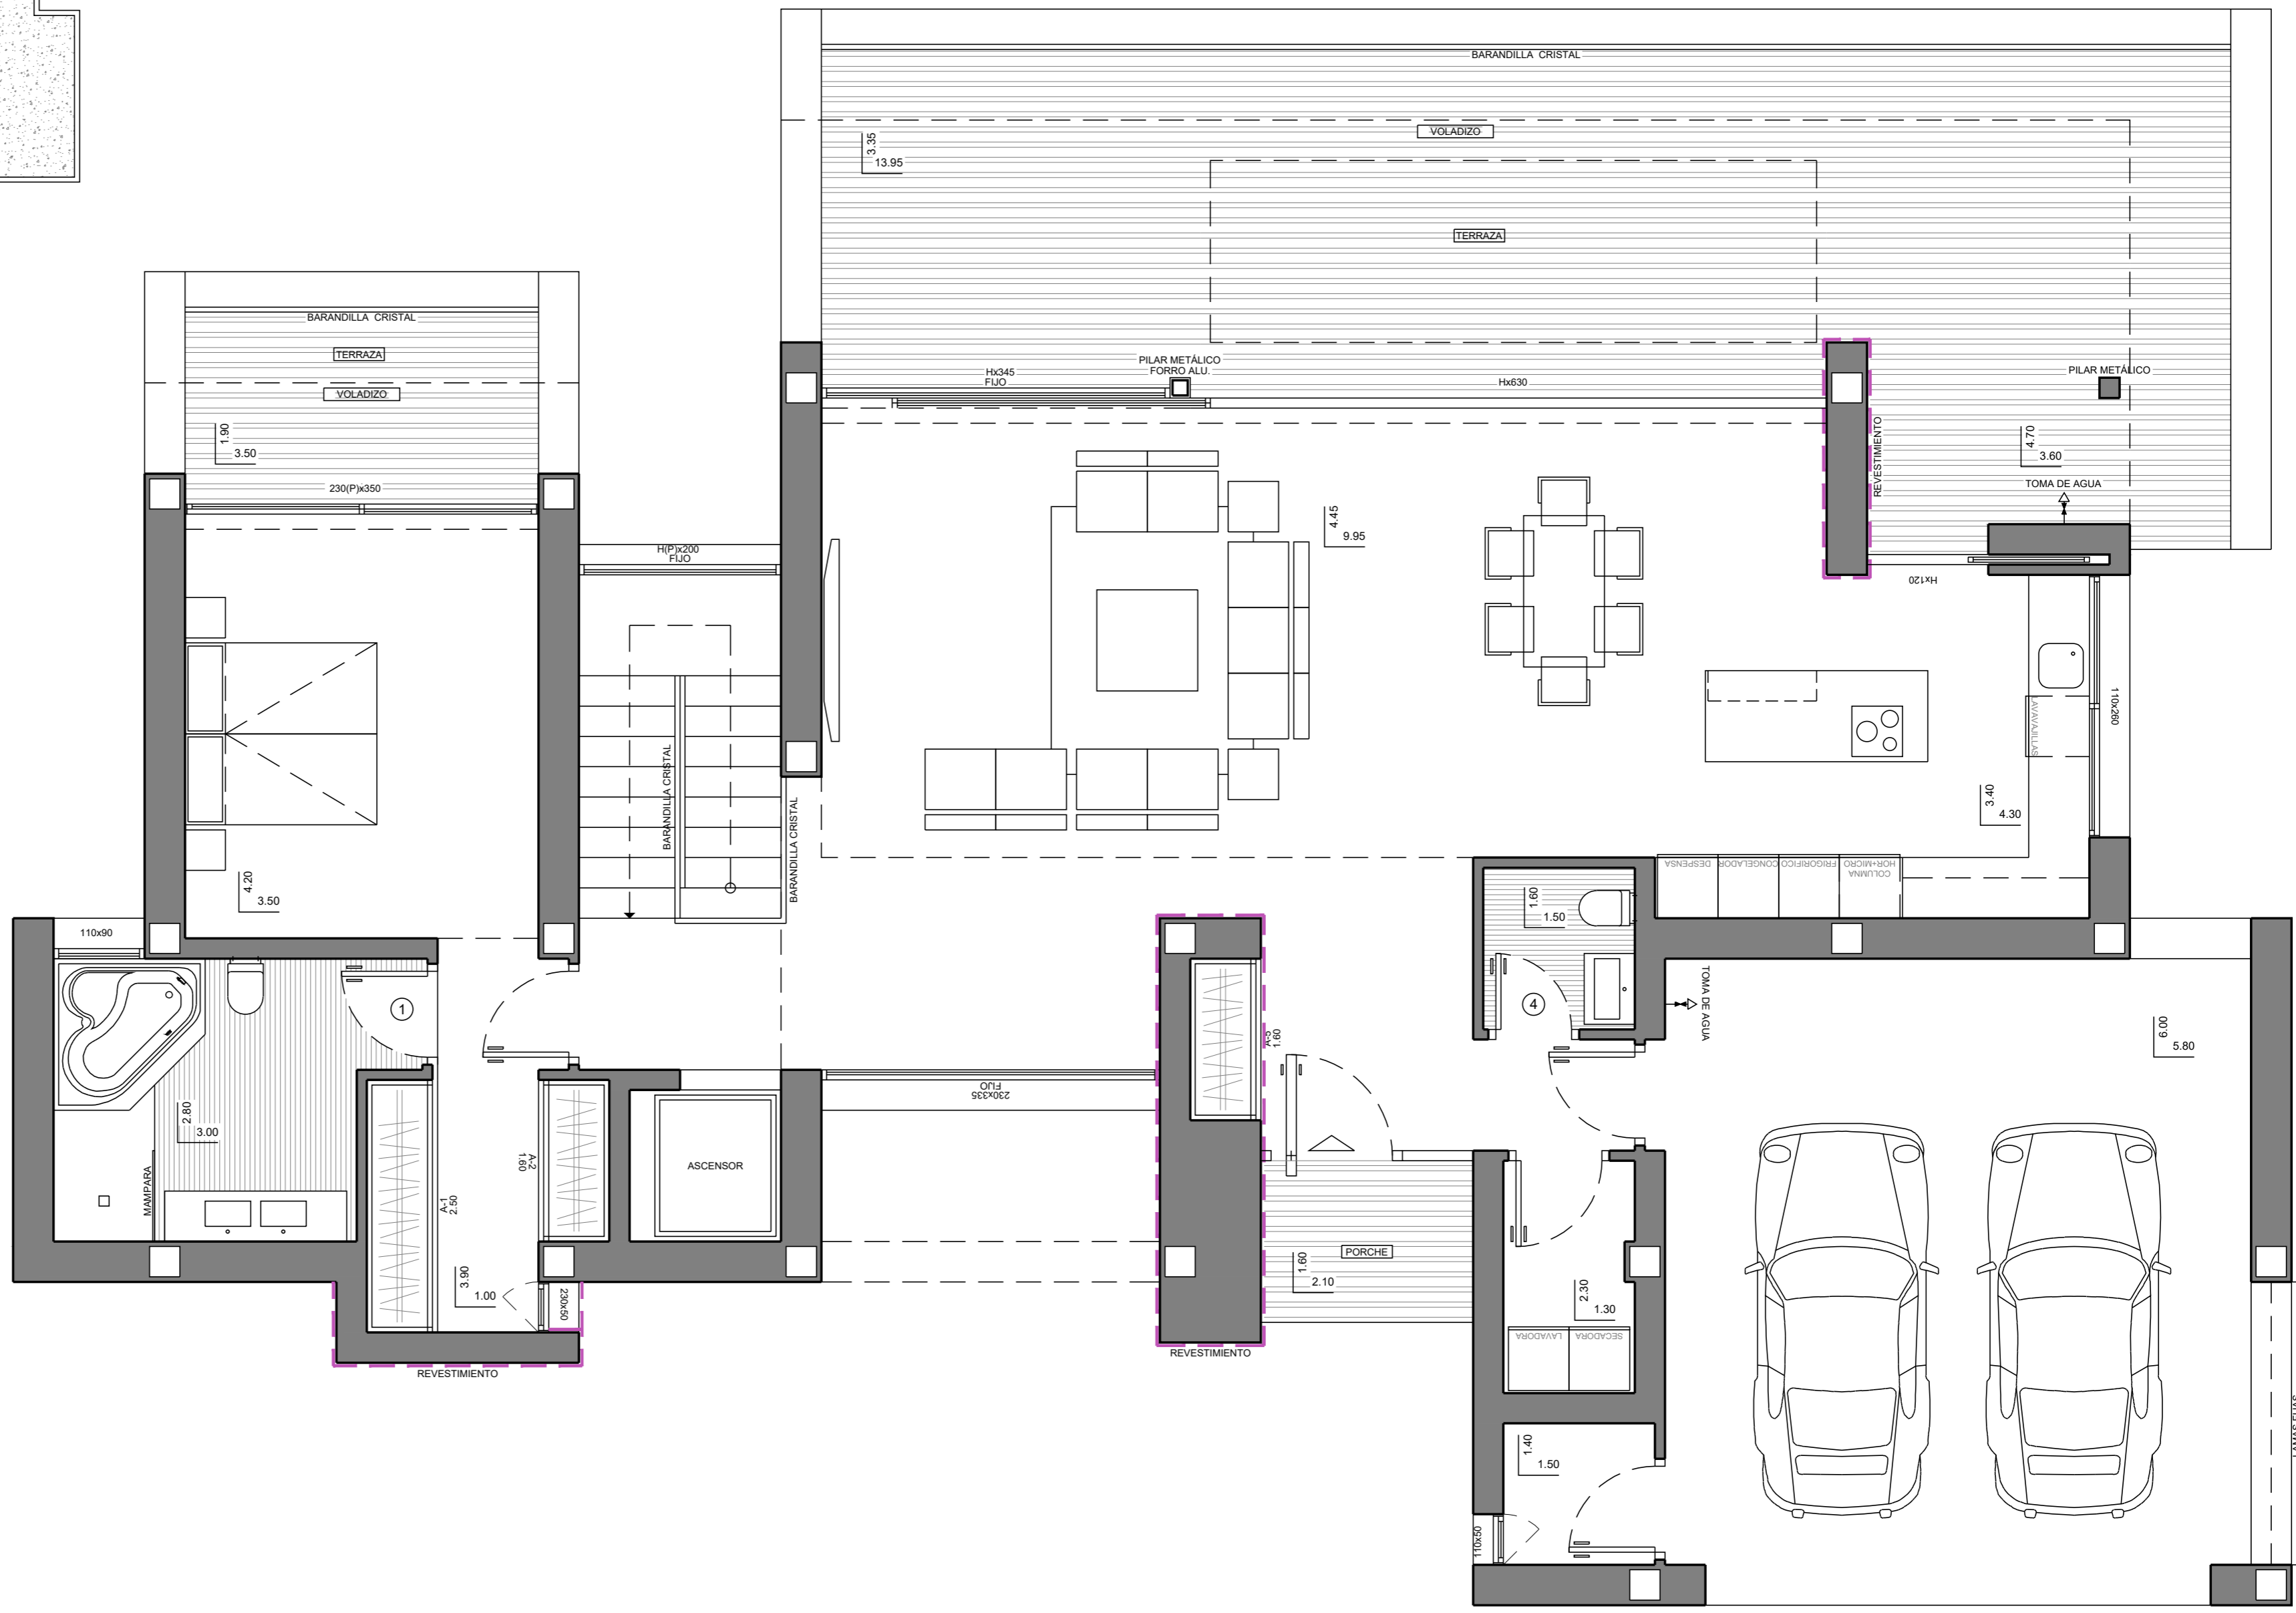 BARANDILLA CRISTAL
VOLADIZO
3.35
13.95
TERRAZA
BARANDILLA CRISTAL
TERRAZA
VOLADIZO
1.90
3.50
230(P)x350
Hx345
FIJO
PILAR METÁLICO
FORRO ALU.
Hx630
PILAR METÁLICO
REVESTIMIENTO
4.70
3.60
TOMA DE AGUA
H(P)x200
FIJO
4.45
9.95
Hx120
110x260
LAVAVAJILLAS
BARANDILLA CRISTAL
BARANDILLA CRISTAL
3.40
4.30
4.20
3.50
DESPENSA
CONGELADOR
FRIGORIFICO
COLUMNA
HOR+MICRO
1.60
1.50
110x90
1
4
TOMA DE AGUA
6.00
5.80
A-3
1.60
230x335
FIJO
2.80
3.00
MAMPARA
A-1
2.50
A-2
1.60
ASCENSOR
3.90
1.00
230x50
REVESTIMIENTO
PORCHE
1.60
2.10
REVESTIMIENTO
2.30
1.30
LAVADORA
SECADORA
1.40
1.50
110x50